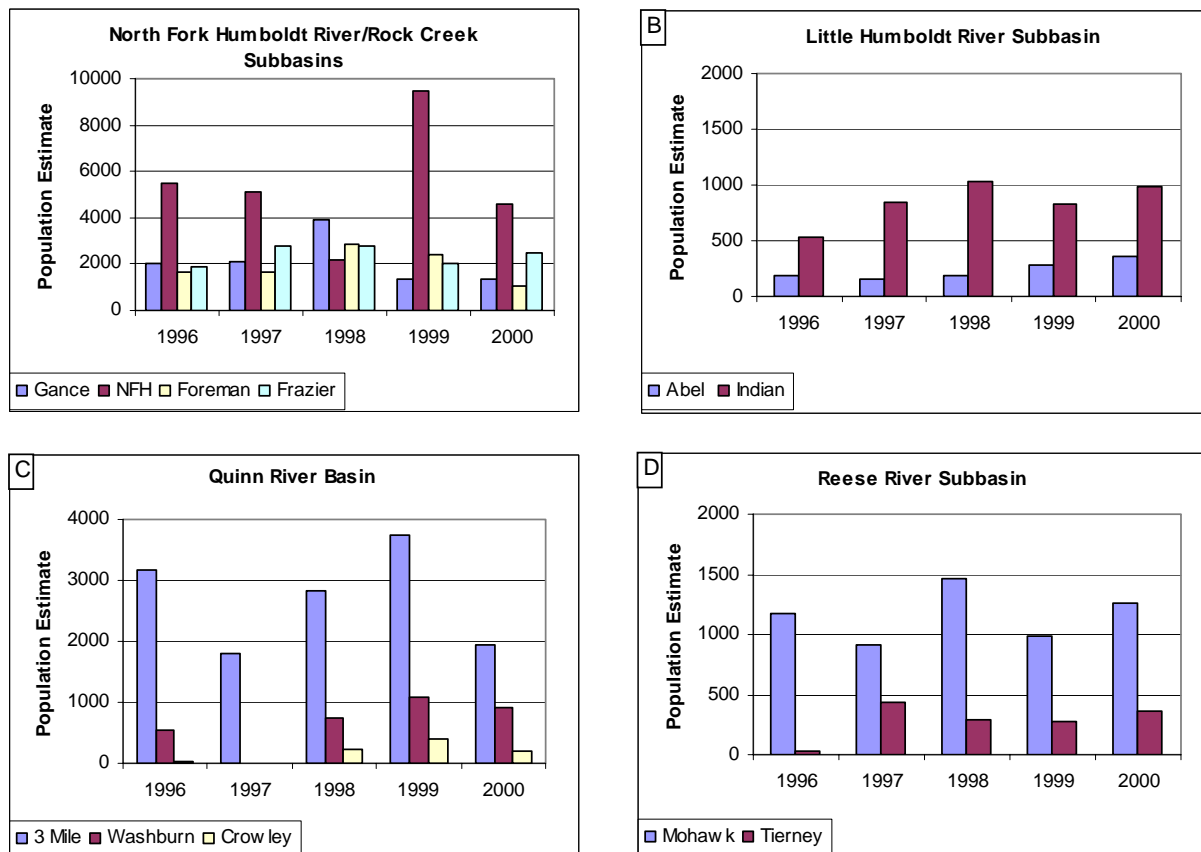 North Fork Humboldt River/Rock Creek
Subbasins
Population Estimate
10000
8000
6000
4000
2000
0
1996 1997 1998 1999 2000
Gance NFH Foreman Frazier
B
Little Humboldt River Subbasin
Population Estimate
2000
1500
1000
500
0
1996 1997 1998 1999 2000
Abel Indian
C
Quinn River Basin
Population Estimate
4000
3000
2000
1000
0
1996 1997 1998 1999 2000
3 Mile Washburn Crowley
D
Reese River Subbasin
Population Estimate
2000
1500
1000
500
0
1996 1997 1998 1999 2000
Mohawk Tierney